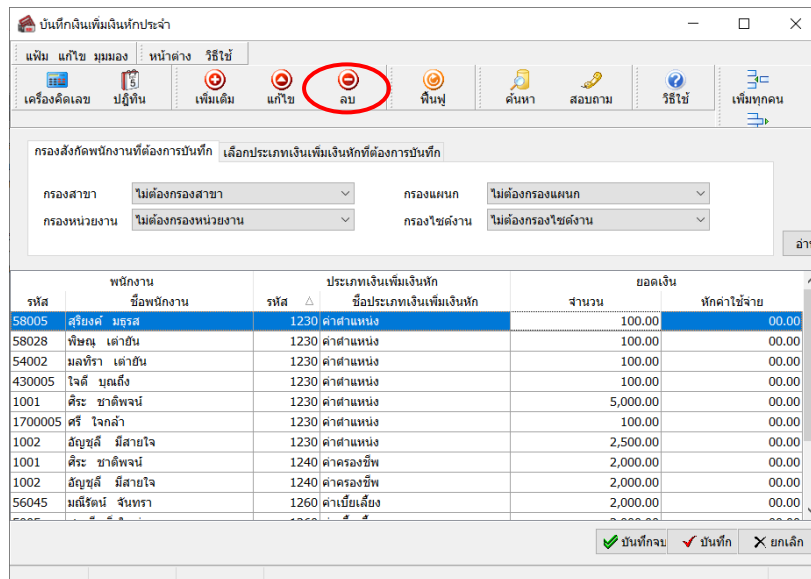 บันทึกเงินเพิ่มเงินหักประจำ
แฟ้ม แก้ไข มุมมอง หน้าต่าง วิธีใช้
เครื่องคิดเลข ปฏิทิน เพิ่มเติม แก้ไข ลบ ฟื้นฟู ค้นหา สอบถาม วิธีใช้ เพิ่มทุกคน
กรองสังกัดพนักงานที่ต้องการบันทึก เลือกประเภทเงินเพิ่มเงินหักที่ต้องการบันทึก
กรองสาขา ไม่ต้องกรองสาขา กรองแผนก ไม่ต้องกรองแผนก
กรองหน่วยงาน ไม่ต้องกรองหน่วยงาน กรองไซด์งาน ไม่ต้องกรองไซด์งาน
พนักงาน ประเภทเงินเพิ่มเงินหัก ยอดเงิน
รหัส ชื่อพนักงาน รหัส ชื่อประเภทเงินเพิ่มเงินหัก จำนวน หักค่าใช้จ่าย
58005 สุริยงค์ มธุรส 1230 ค่าตำแหน่ง 100.00 00.00
58028 พิษณุ เต่ายัน 1230 ค่าตำแหน่ง 100.00 00.00
54002 มลทิรา เต่ายัน 1230 ค่าตำแหน่ง 100.00 00.00
430005 ใจดี บุณถึ่ง 1230 ค่าตำแหน่ง 100.00 00.00
1001 ศิระ ชาติพจน์ 1230 ค่าตำแหน่ง 5,000.00 00.00
1700005 ศรี ใจกล้า 1230 ค่าตำแหน่ง 100.00 00.00
1002 อัญชุลี มีสายใจ 1230 ค่าตำแหน่ง 2,500.00 00.00
1001 ศิระ ชาติพจน์ 1240 ค่าครองชีพ 2,000.00 00.00
1002 อัญชุลี มีสายใจ 1240 ค่าครองชีพ 2,000.00 00.00
56045 มณีรัตน์ จันทรา 1260 ค่าเบี้ยเลี้ยง 2,000.00 00.00
บันทึกจบ บันทึก ยกเลิก